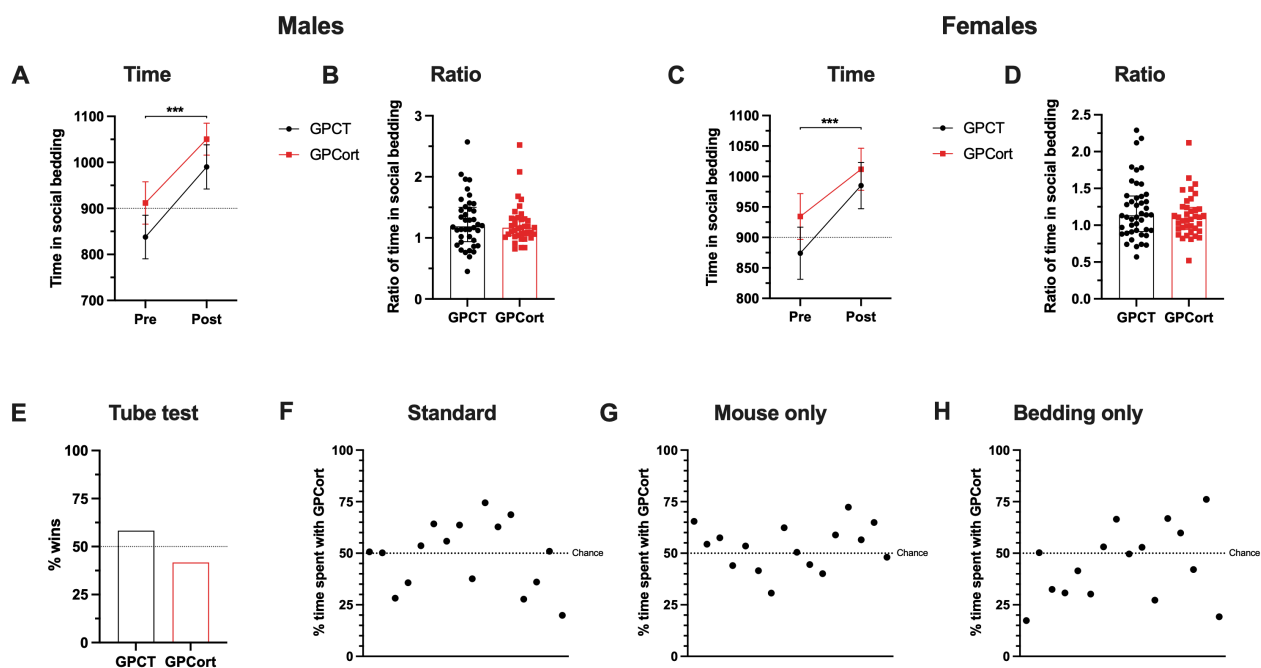 Males
Females
A
Time
B
Ratio
C
Time
D
Ratio
Time in social bedding
1100
1000
900
800
700
***
Pre
Post
GPCT
GPCort
Ratio of time in social bedding
3
2
1
0
GPCT
GPCort
Time in social bedding
1100
1050
1000
950
900
850
800
***
Pre
Post
GPCT
GPCort
Ratio of time in social bedding
2.5
2.0
1.5
1.0
0.5
0.0
GPCT
GPCort
E
Tube test
F
Standard
G
Mouse only
H
Bedding only
% wins
100
75
50
25
0
GPCT
GPCort
% time spent with GPCort
100
75
50
25
0
Chance
% time spent with GPCort
100
75
50
25
0
Chance
% time spent with GPCort
100
75
50
25
0
Chance